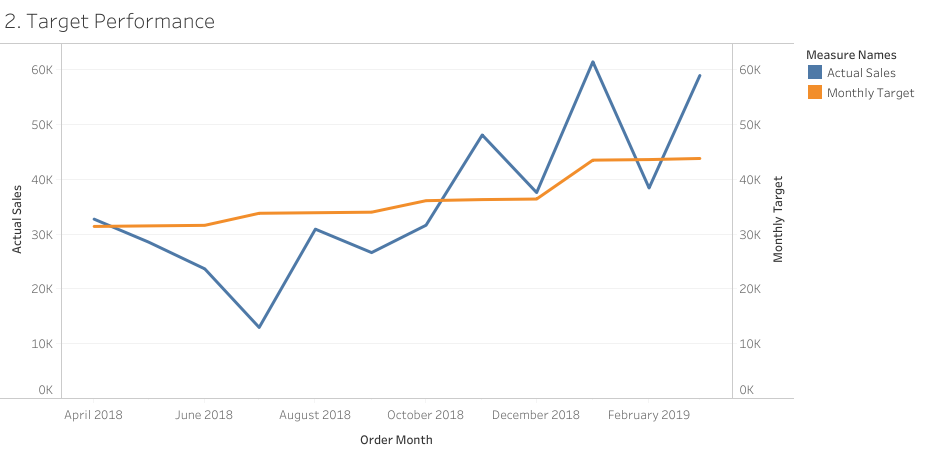 2. Target Performance
Measure Names
Actual Sales
Monthly Target
60K
50K
40K
30K
20K
10K
0K
Actual Sales
60K
50K
40K
30K
20K
10K
0K
Monthly Target
April 2018 June 2018 August 2018 October 2018 December 2018 February 2019
Order Month